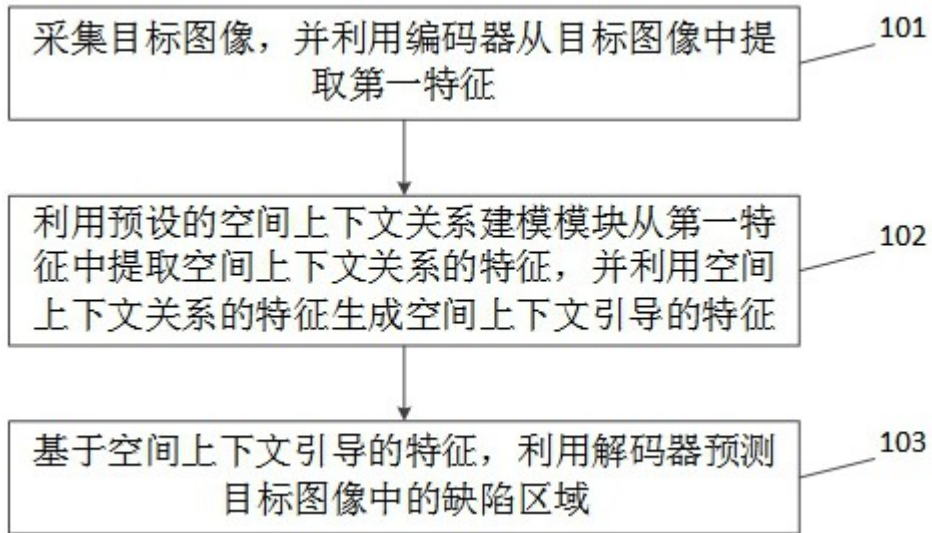 采集目标图像，并利用编码器从目标图像中提
取第一特征
101
利用预设的空间上下文关系建模模块从第一特
征中提取空间上下文关系的特征，并利用空间
上下文关系的特征生成空间上下文引导的特征
102
基于空间上下文引导的特征，利用解码器预测
目标图像中的缺陷区域
103